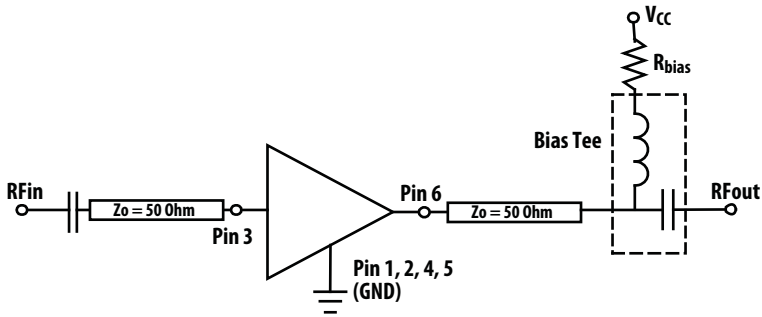 VCC
Rbias
Bias Tee
RFin
Zo = 50 Ohm
Pin 3
Pin 6
Zo = 50 Ohm
RFout
Pin 1, 2, 4, 5
(GND)